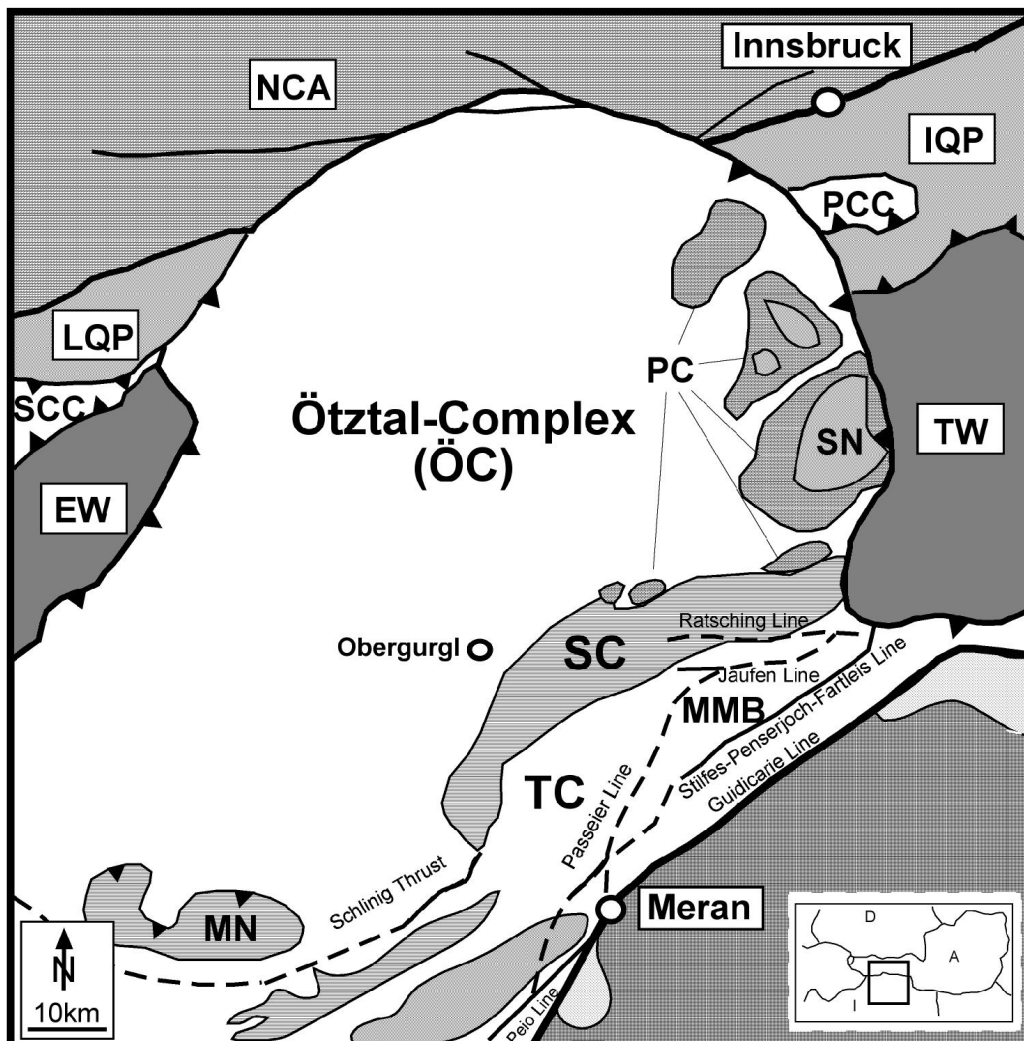 Innsbruck
NCA
IQP
PCC
LQP
PC
SCC
Ötztal-Complex
(ÖC)
SN
TW
EW
Ratsching Line
Obergurgl
SC
Jaufen Line
MMB
Stilfes-Penserjoch-Fartleis Line
Guidicarie Line
TC
Passeier Line
Schlinig Thrust
Meran
MN
D
A
I
N
10km
Peio Line